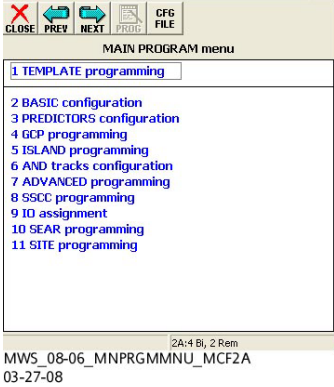 CLOSE PREV NEXT PROG CFG FILE
MAIN PROGRAM menu
1 TEMPLATE programming
2 BASIC configuration
3 PREDICTORS configuration
4 GCP programming
5 ISLAND programming
6 AND tracks configuration
7 ADVANCED programming
8 SSCC programming
9 IO assignment
10 SEAR programming
11 SITE programming
2A:4 Bi, 2 Rem
MWS_08-06_MNPRGMMNU_MCF2A
03-27-08